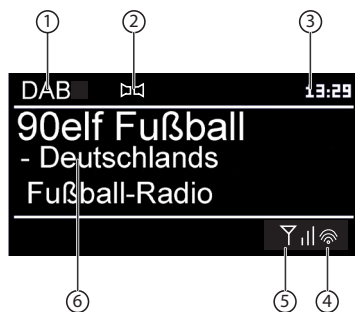 1 2 3
DAB 13:29
90elf Fußball
- Deutschlands
Fußball-Radio
6 5 4